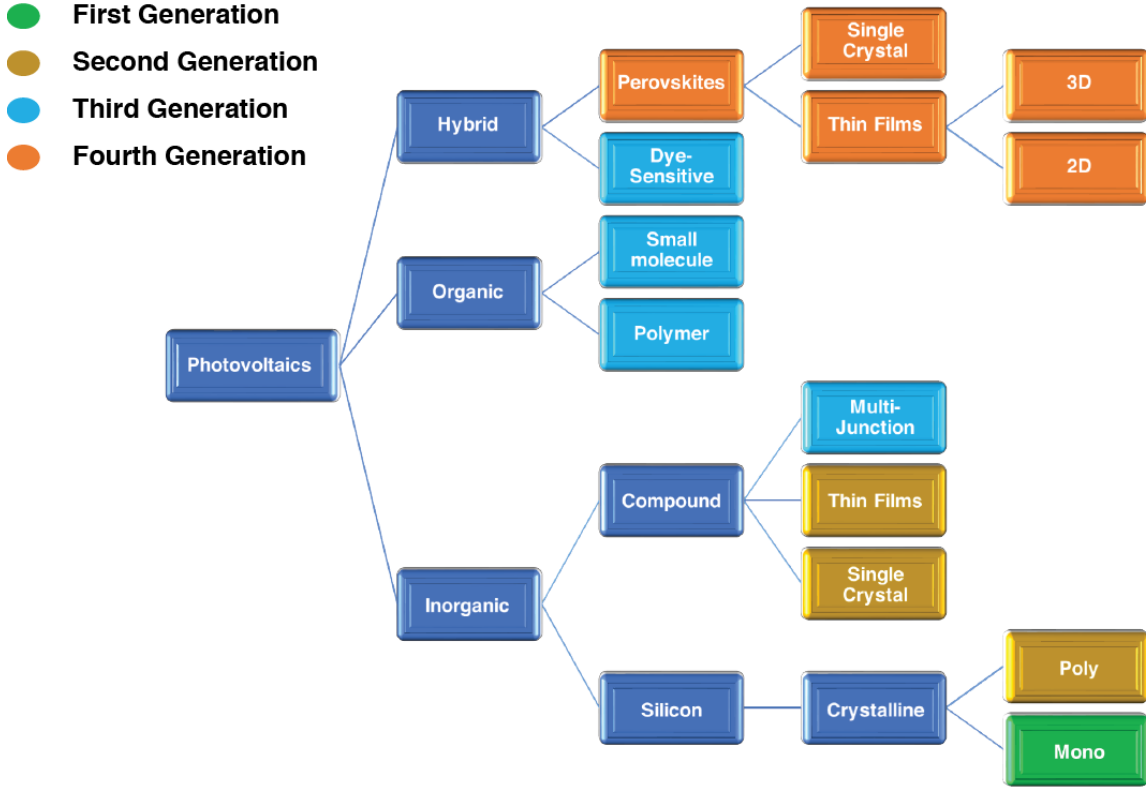 First Generation
Second Generation
Third Generation
Fourth Generation
Photovoltaics
Hybrid
Organic
Inorganic
Perovskites
Dye-
Sensitive
Small
molecule
Polymer
Compound
Silicon
Single
Crystal
Thin Films
Multi-
Junction
Thin Films
Single
Crystal
Crystalline
3D
2D
Poly
Mono